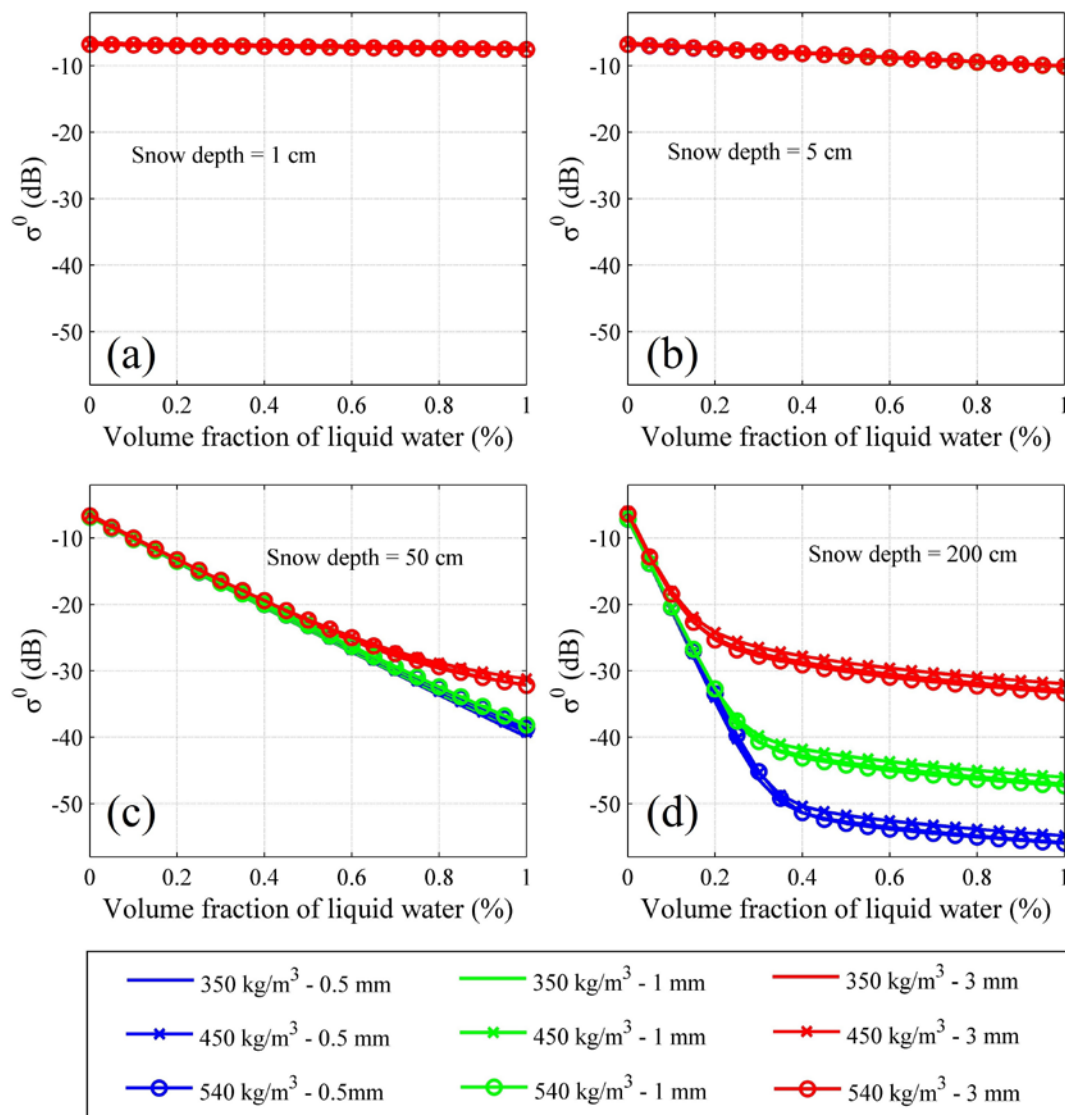 -10
-20
-30
-40
-50
σ⁰ (dB)
Snow depth = 1 cm
(a)
0 0.2 0.4 0.6 0.8 1
Volume fraction of liquid water (%)
-10
-20
-30
-40
-50
σ⁰ (dB)
Snow depth = 5 cm
(b)
0 0.2 0.4 0.6 0.8 1
Volume fraction of liquid water (%)
-10
-20
-30
-40
-50
σ⁰ (dB)
Snow depth = 50 cm
(c)
0 0.2 0.4 0.6 0.8 1
Volume fraction of liquid water (%)
-10
-20
-30
-40
-50
σ⁰ (dB)
Snow depth = 200 cm
(d)
0 0.2 0.4 0.6 0.8 1
Volume fraction of liquid water (%)
350 kg/m³ - 0.5 mm
350 kg/m³ - 1 mm
350 kg/m³ - 3 mm
450 kg/m³ - 0.5 mm
450 kg/m³ - 1 mm
450 kg/m³ - 3 mm
540 kg/m³ - 0.5mm
540 kg/m³ - 1 mm
540 kg/m³ - 3 mm